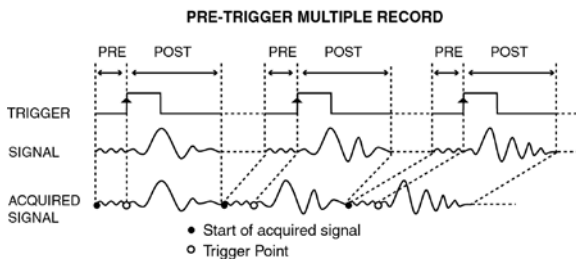 PRE-TRIGGER MULTIPLE RECORD
PRE POST PRE POST PRE POST
TRIGGER
SIGNAL
ACQUIRED
SIGNAL
Start of acquired signal
Trigger Point